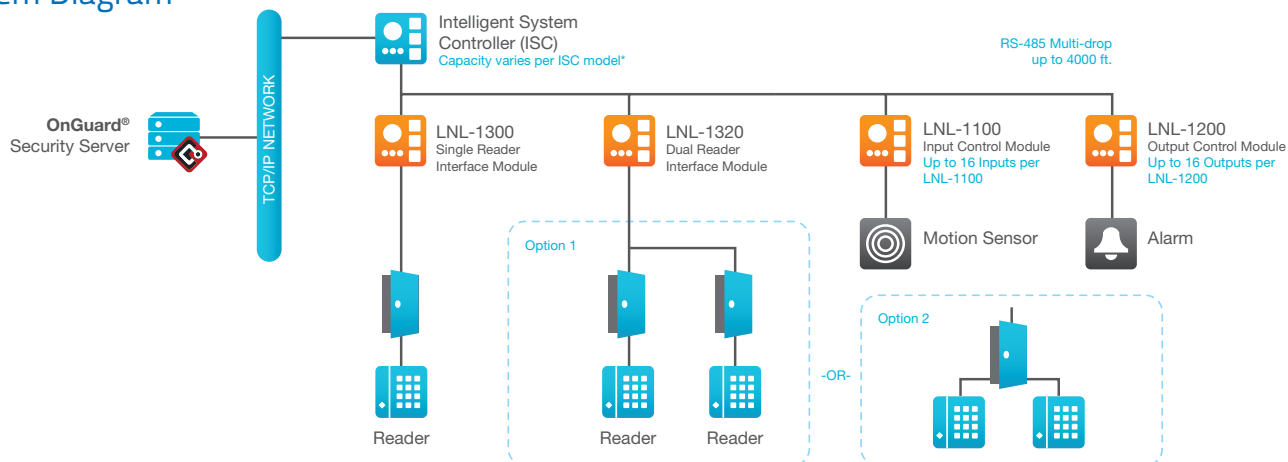 Diagram
Intelligent System
Controller (ISC)
Capacity varies per ISC model*
RS-485 Multi-drop
up to 4000 ft.
TCP/IP NETWORK
OnGuard®
Security Server
LNL-1300
Single Reader
Interface Module
LNL-1320
Dual Reader
Interface Module
LNL-1100
Input Control Module
Up to 16 Inputs per
LNL-1100
LNL-1200
Output Control Module
Up to 16 Outputs per
LNL-1200
Motion Sensor
Alarm
Option 1
Option 2
-OR-
Reader
Reader
Reader